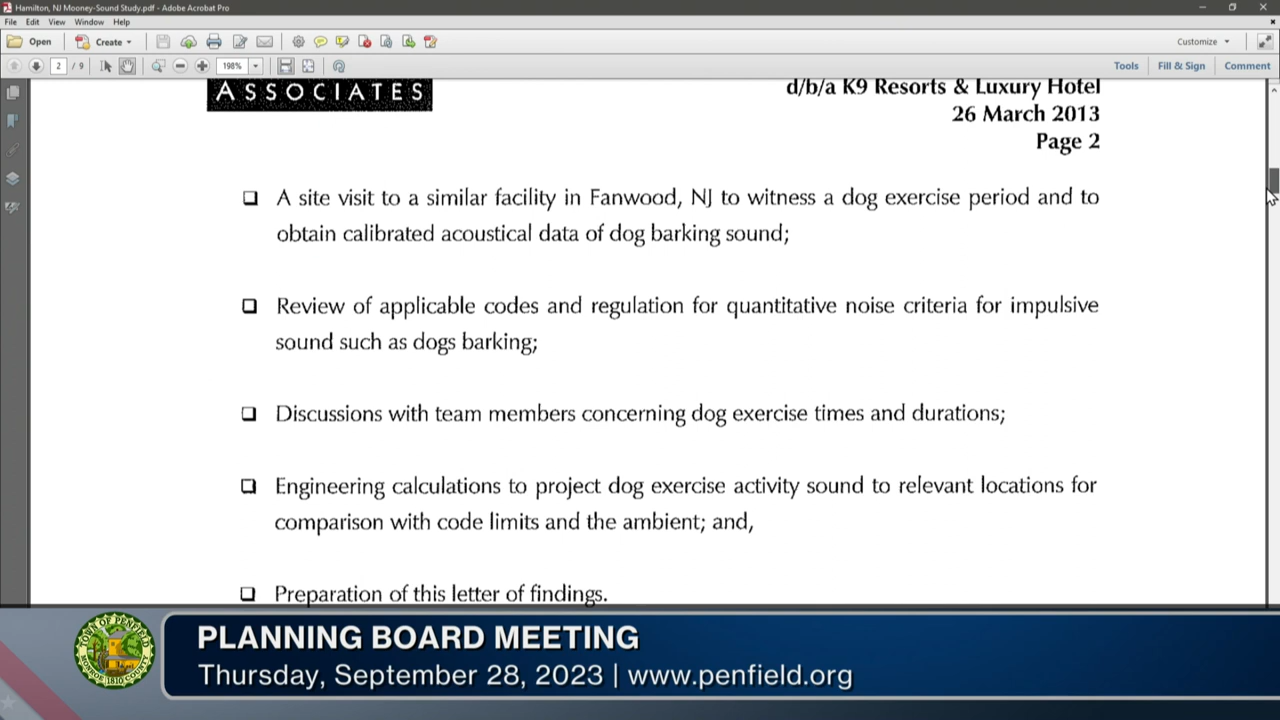 Hamilton, NJ Mooney-Sound Study.pdf - Adobe Acrobat Pro
File Edit View Window Help
Open Create Customize
2 / 9 198% Tools Fill & Sign Comment
ASSOCIATES
d/b/a K9 Resorts & Luxury Hotel
26 March 2013
Page 2
A site visit to a similar facility in Fanwood, NJ to witness a dog exercise period and to
obtain calibrated acoustical data of dog barking sound;
Review of applicable codes and regulation for quantitative noise criteria for impulsive
sound such as dogs barking;
Discussions with team members concerning dog exercise times and durations;
Engineering calculations to project dog exercise activity sound to relevant locations for
comparison with code limits and the ambient; and,
Preparation of this letter of findings.
TOWN OF PENFIELD
MONROE 1810 COUNTY
PLANNING BOARD MEETING
Thursday, September 28, 2023 | www.penfield.org